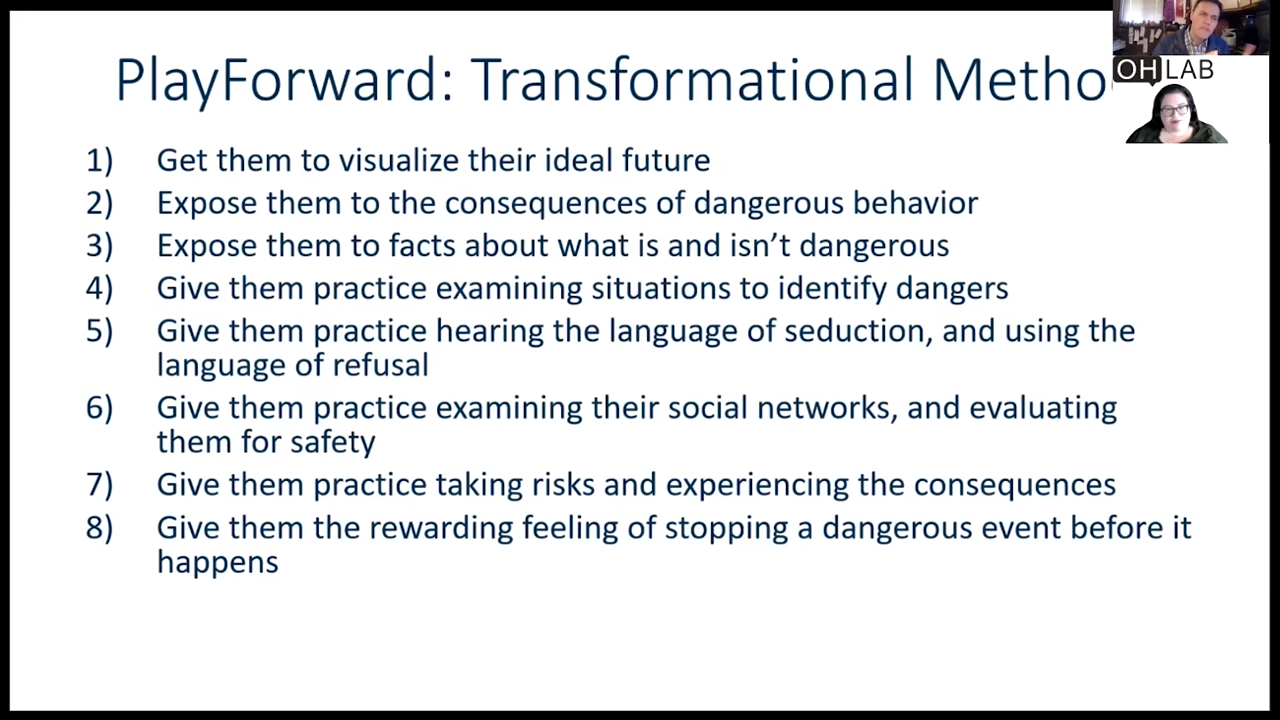 PlayForward: Transformational Metho
OHLAB
1) Get them to visualize their ideal future
2) Expose them to the consequences of dangerous behavior
3) Expose them to facts about what is and isn't dangerous
4) Give them practice examining situations to identify dangers
5) Give them practice hearing the language of seduction, and using the
language of refusal
6) Give them practice examining their social networks, and evaluating
them for safety
7) Give them practice taking risks and experiencing the consequences
8) Give them the rewarding feeling of stopping a dangerous event before it
happens